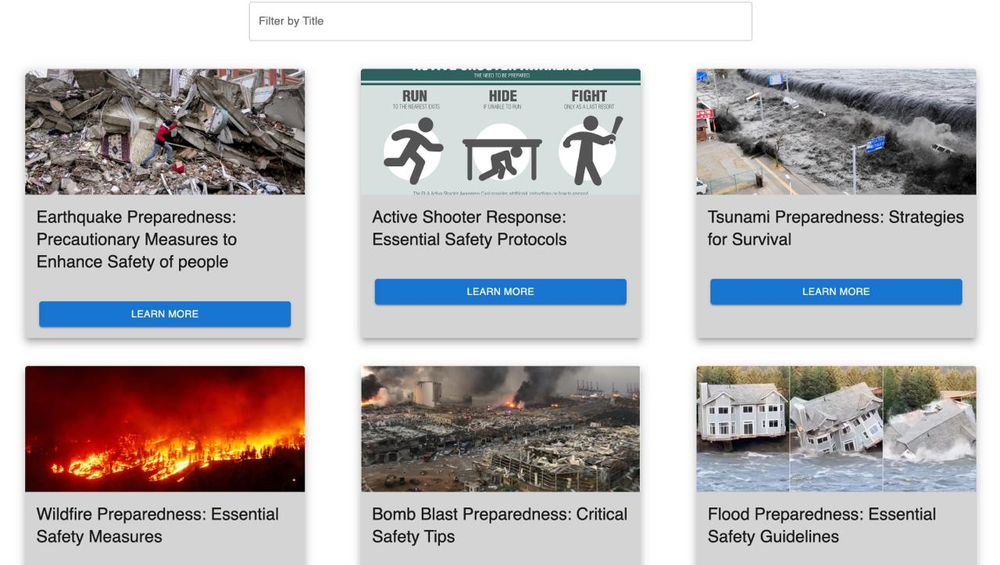 Filter by Title
THE NEED TO BE PREPARED
RUN
TO THE NEAREST EXITS
HIDE
IF UNABLE TO RUN
FIGHT
ONLY AS A LAST RESORT
Earthquake Preparedness:
Precautionary Measures to
Enhance Safety of people
LEARN MORE
Active Shooter Response:
Essential Safety Protocols
LEARN MORE
Tsunami Preparedness: Strategies
for Survival
LEARN MORE
Wildfire Preparedness: Essential
Safety Measures
Bomb Blast Preparedness: Critical
Safety Tips
Flood Preparedness: Essential
Safety Guidelines